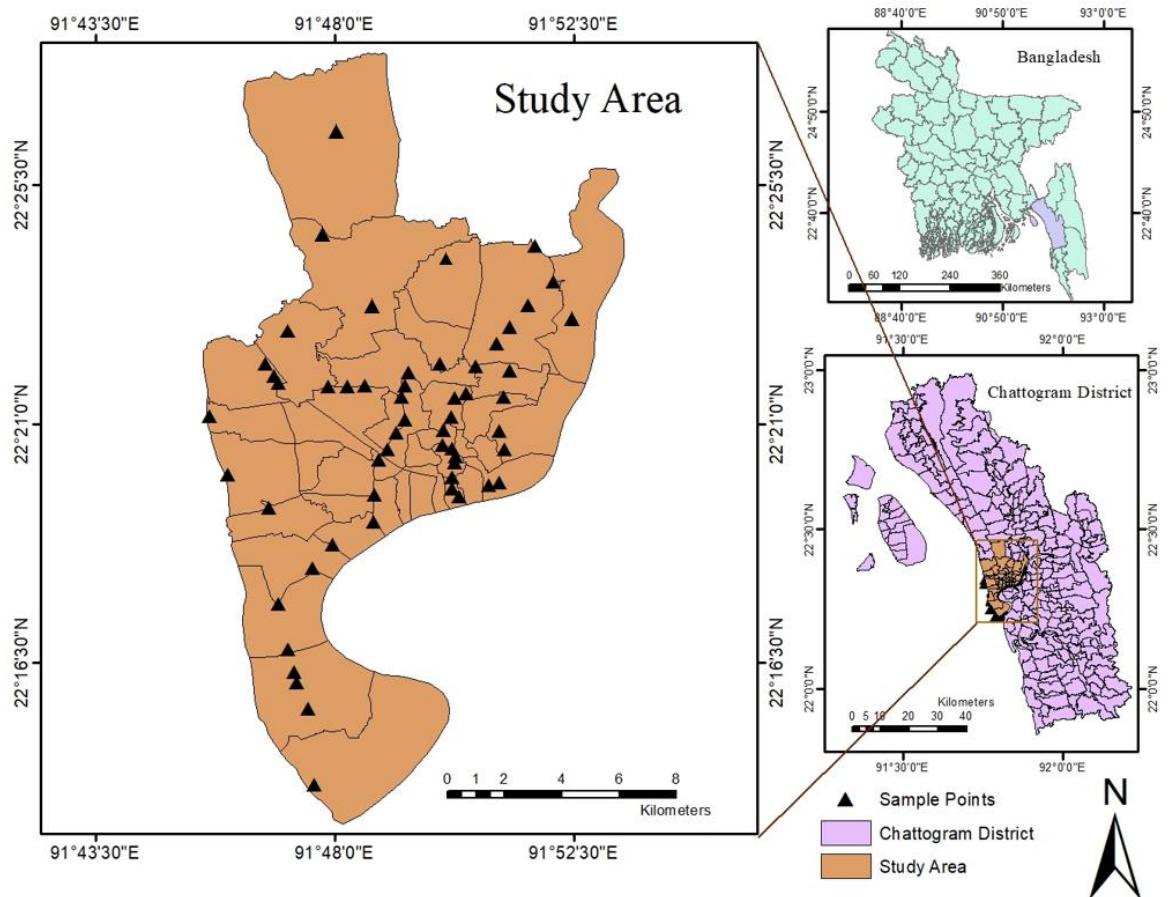 91°43'30"E 91°48'0"E 91°52'30"E
Study Area
22°25'30"N
22°21'0"N
22°16'30"N
22°25'30"N
22°21'0"N
22°16'30"N
0 2 4 6 8
Kilometers
91°43'30"E 91°48'0"E 91°52'30"E
88°40'0"E 90°50'0"E 93°0'0"E
Bangladesh
24°50'0"N
22°40'0"N
24°50'0"N
22°40'0"N
0 60 120 240 360
Kilometers
88°40'0"E 90°50'0"E 93°0'0"E
91°30'0"E 92°0'0"E
Chattogram District
23°0'0"N
22°30'0"N
22°0'0"N
23°0'0"N
22°30'0"N
22°0'0"N
0 5 10 20 30 40
Kilometers
91°30'0"E 92°0'0"E
Sample Points
Chattogram District
Study Area
N